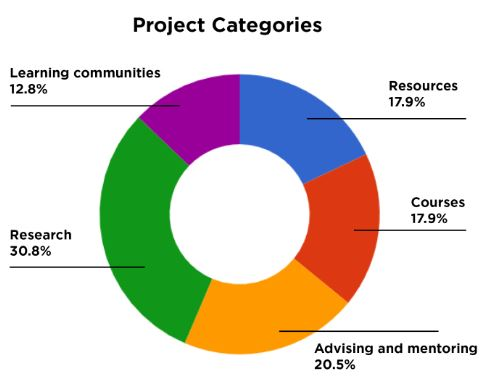 Project Categories
Learning communities
12.8%
Resources
17.9%
Courses
17.9%
Research
30.8%
Advising and mentoring
20.5%